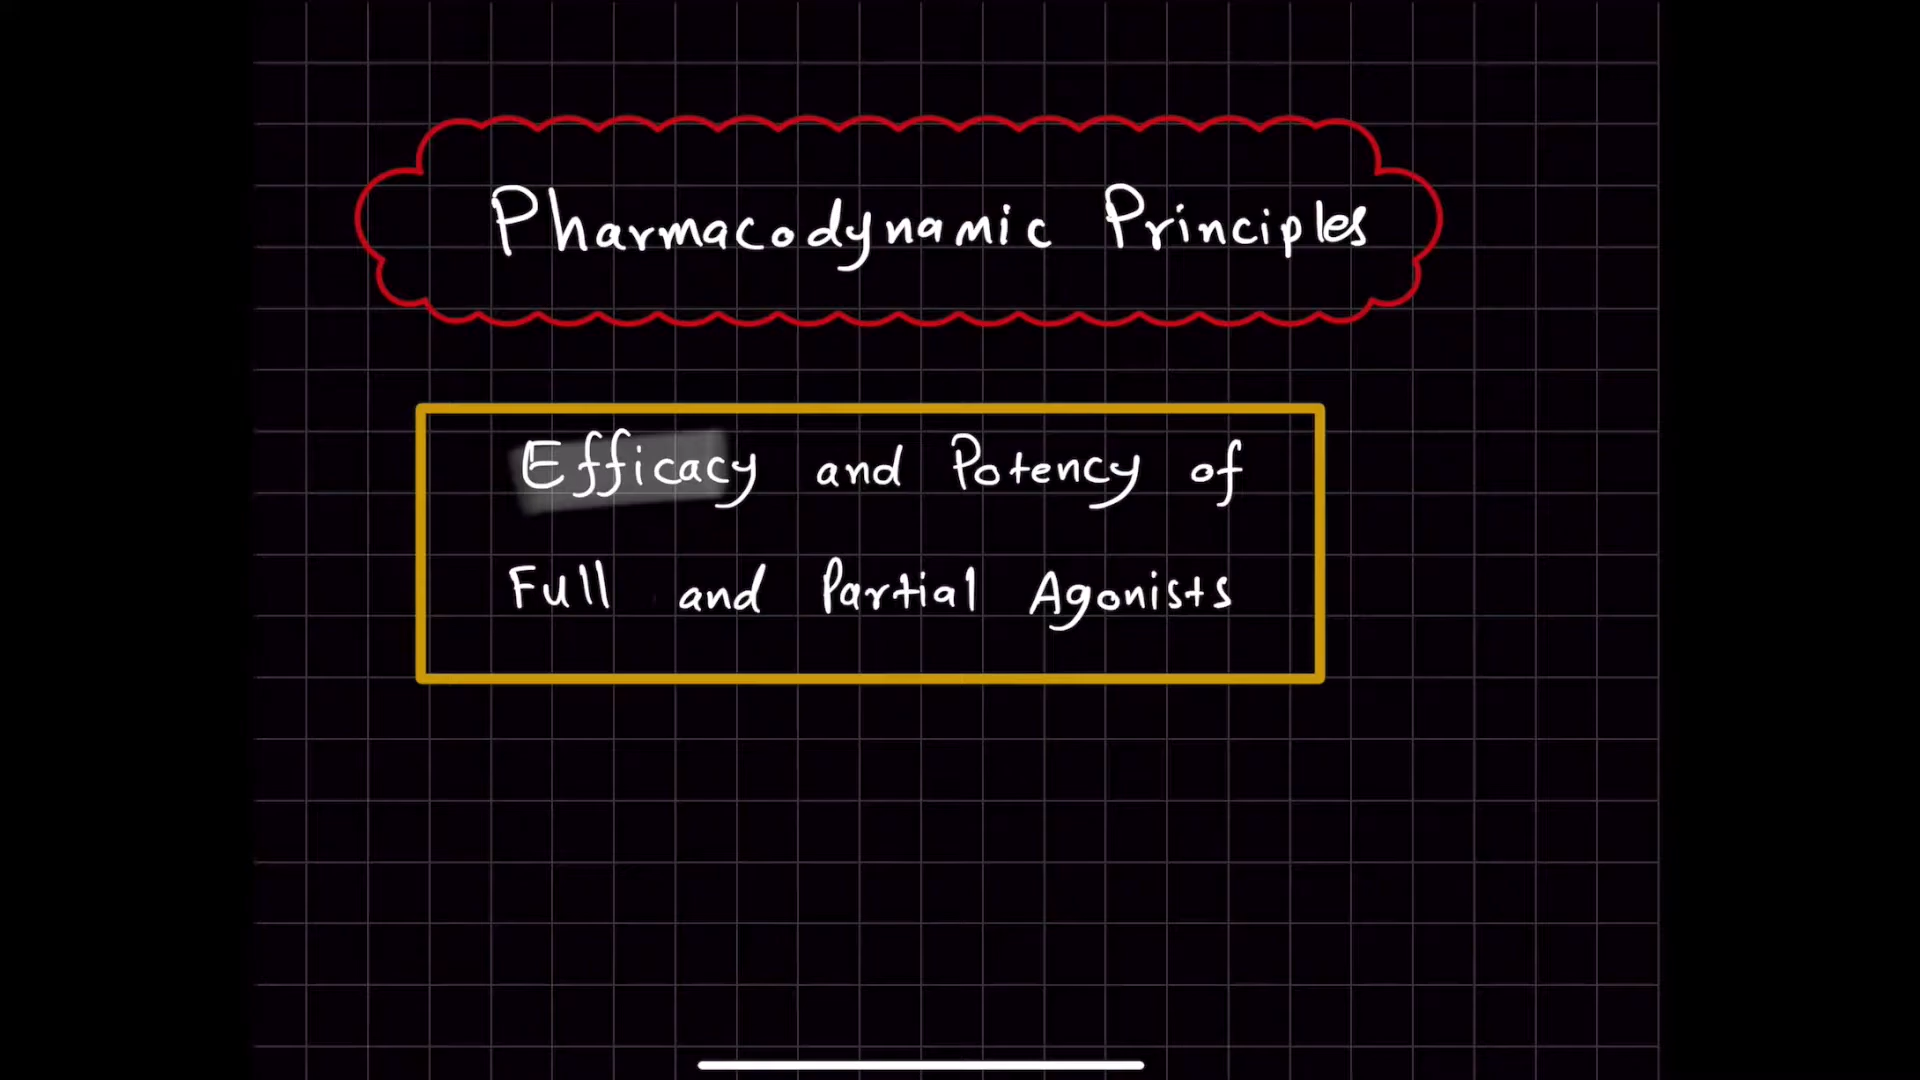 Pharmacodynamic Principles
Efficacy and Potency of
Full and Partial Agonists